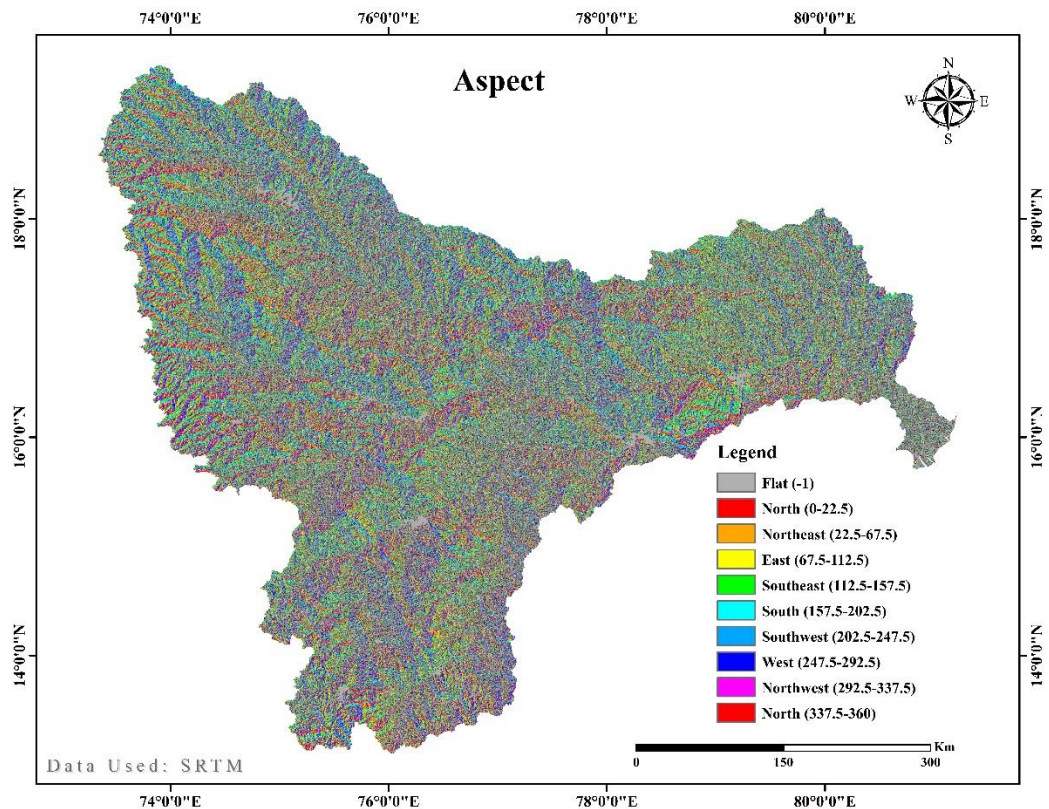 74°0'0"E 76°0'0"E 78°0'0"E 80°0'0"E
Aspect
N
W E
S
18°0'0"N 18°0'0"N
16°0'0"N 16°0'0"N
14°0'0"N 14°0'0"N
Legend
Flat (-1)
North (0-22.5)
Northeast (22.5-67.5)
East (67.5-112.5)
Southeast (112.5-157.5)
South (157.5-202.5)
Southwest (202.5-247.5)
West (247.5-292.5)
Northwest (292.5-337.5)
North (337.5-360)
Km
0 150 300
Data Used: SRTM
74°0'0"E 76°0'0"E 78°0'0"E 80°0'0"E